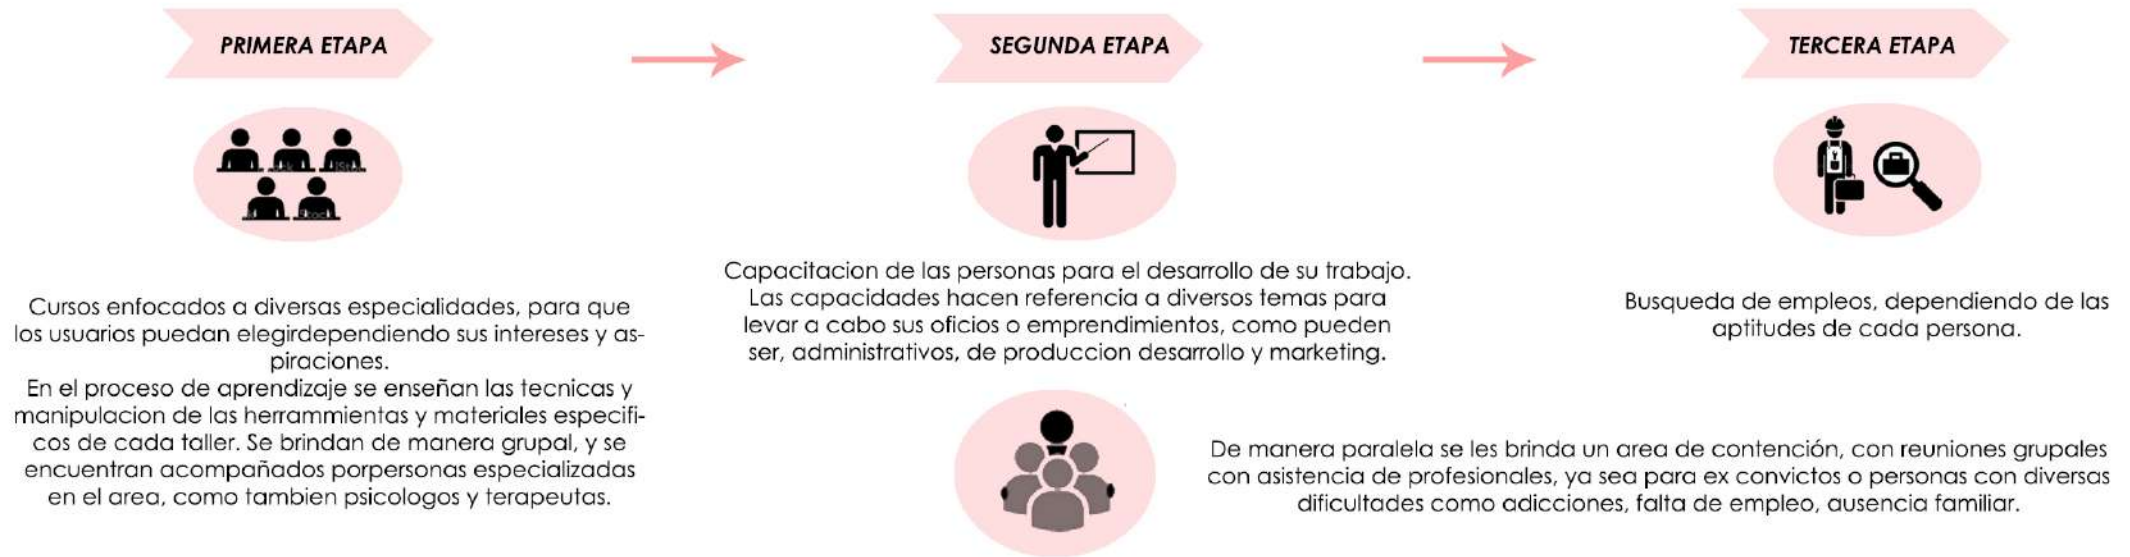 PRIMERA ETAPA
SEGUNDA ETAPA
TERCERA ETAPA
Cursos enfocados a diversas especialidades, para que
los usuarios puedan elegirdependiendo sus intereses y as-
piraciones.
En el proceso de aprendizaje se enseñan las tecnicas y
manipulacion de las herrammientas y materiales especifi-
cos de cada taller. Se brindan de manera grupal, y se
encuentran acompañados porpersonas especializadas
en el area, como tambien psicologos y terapeutas.
Capacitacion de las personas para el desarrollo de su trabajo.
Las capacidades hacen referencia a diversos temas para
levar a cabo sus oficios o emprendimientos, como pueden
ser, administrativos, de produccion desarrollo y marketing.
Busqueda de empleos, dependiendo de las
aptitudes de cada persona.
De manera paralela se les brinda un area de contención, con reuniones grupales
con asistencia de profesionales, ya sea para ex convictos o personas con diversas
dificultades como adicciones, falta de empleo, ausencia familiar.